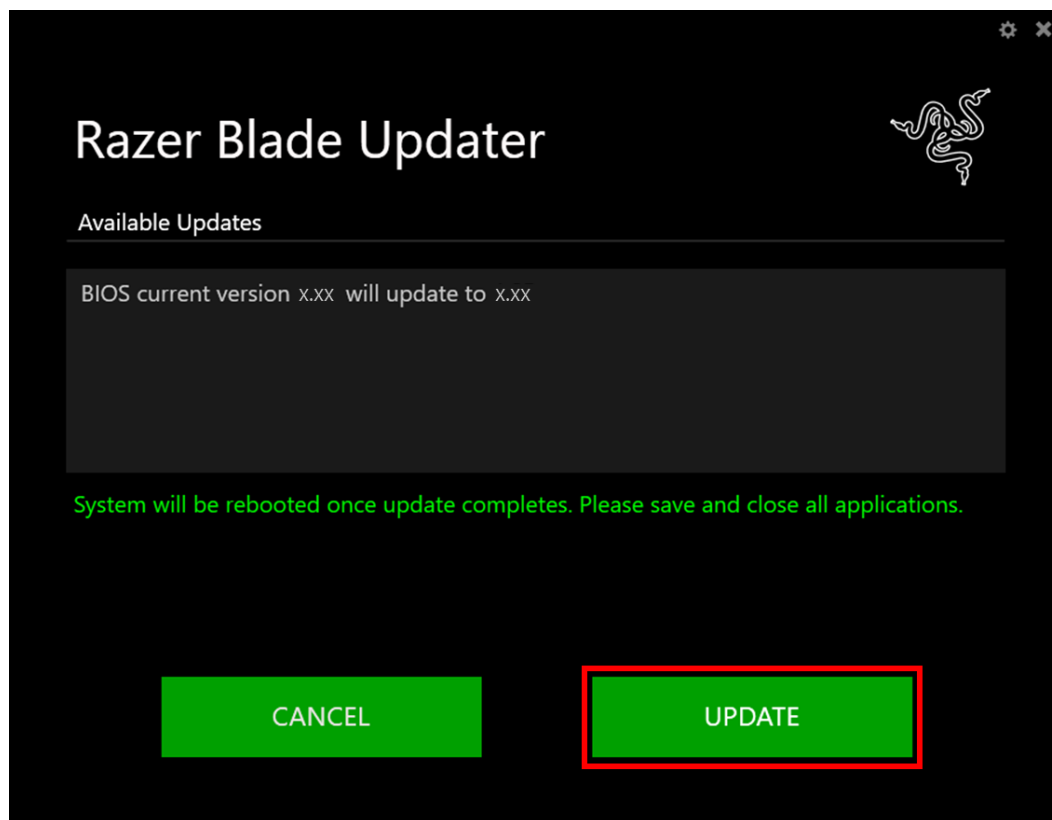 Razer Blade Updater
Available Updates
BIOS current version x.xx will update to x.xx
System will be rebooted once update completes. Please save and close all applications.
CANCEL
UPDATE